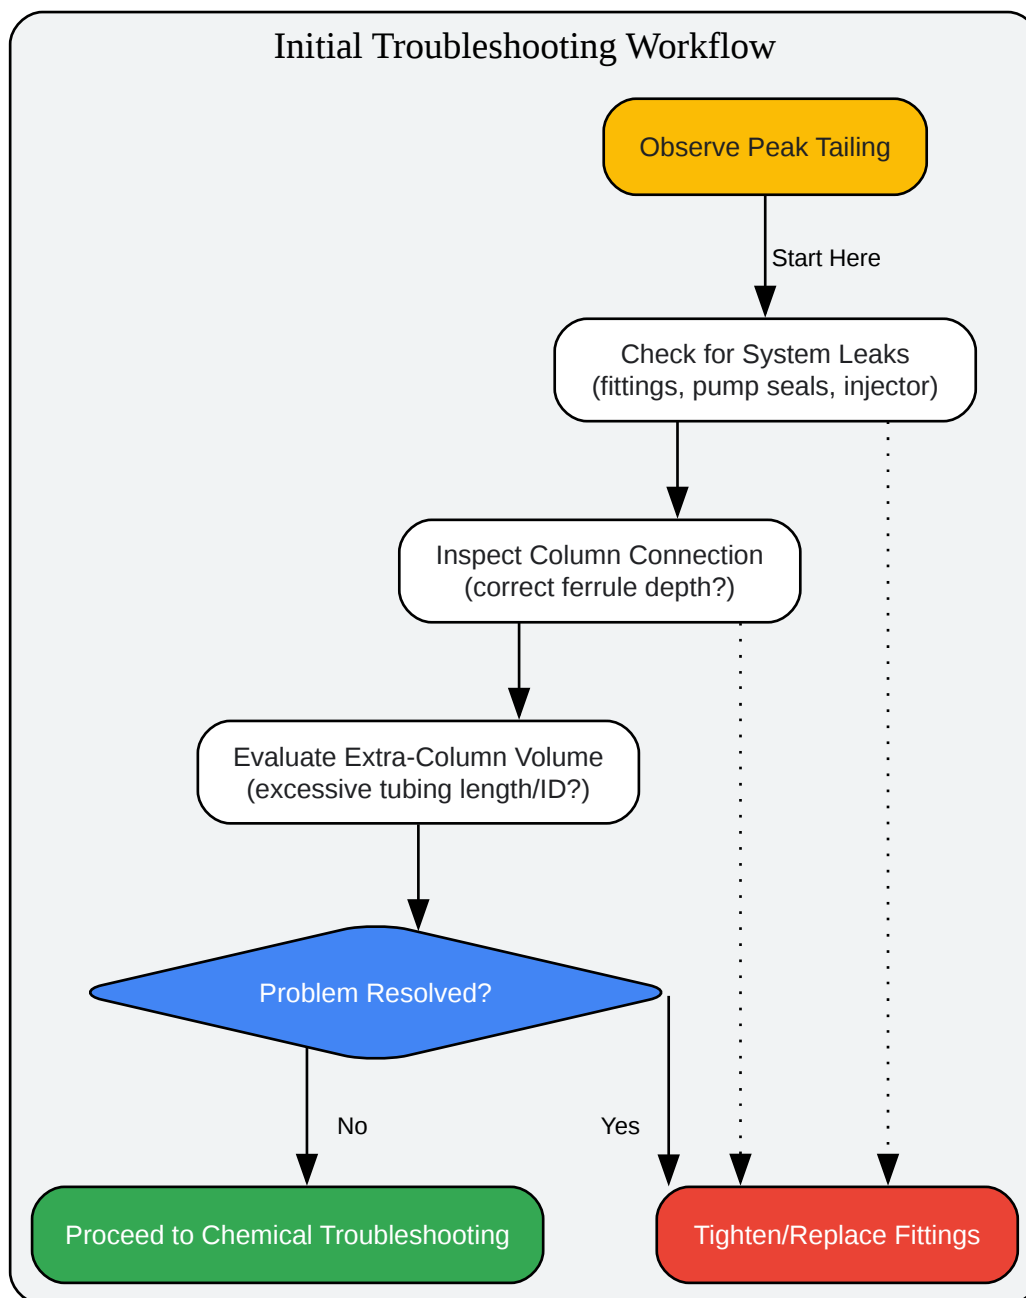 Initial Troubleshooting Workflow
Observe Peak Tailing
Start Here
Check for System Leaks
(fittings, pump seals, injector)
Inspect Column Connection
(correct ferrule depth?)
Evaluate Extra-Column Volume
(excessive tubing length/ID?)
Problem Resolved?
No
Yes
Proceed to Chemical Troubleshooting
Tighten/Replace Fittings